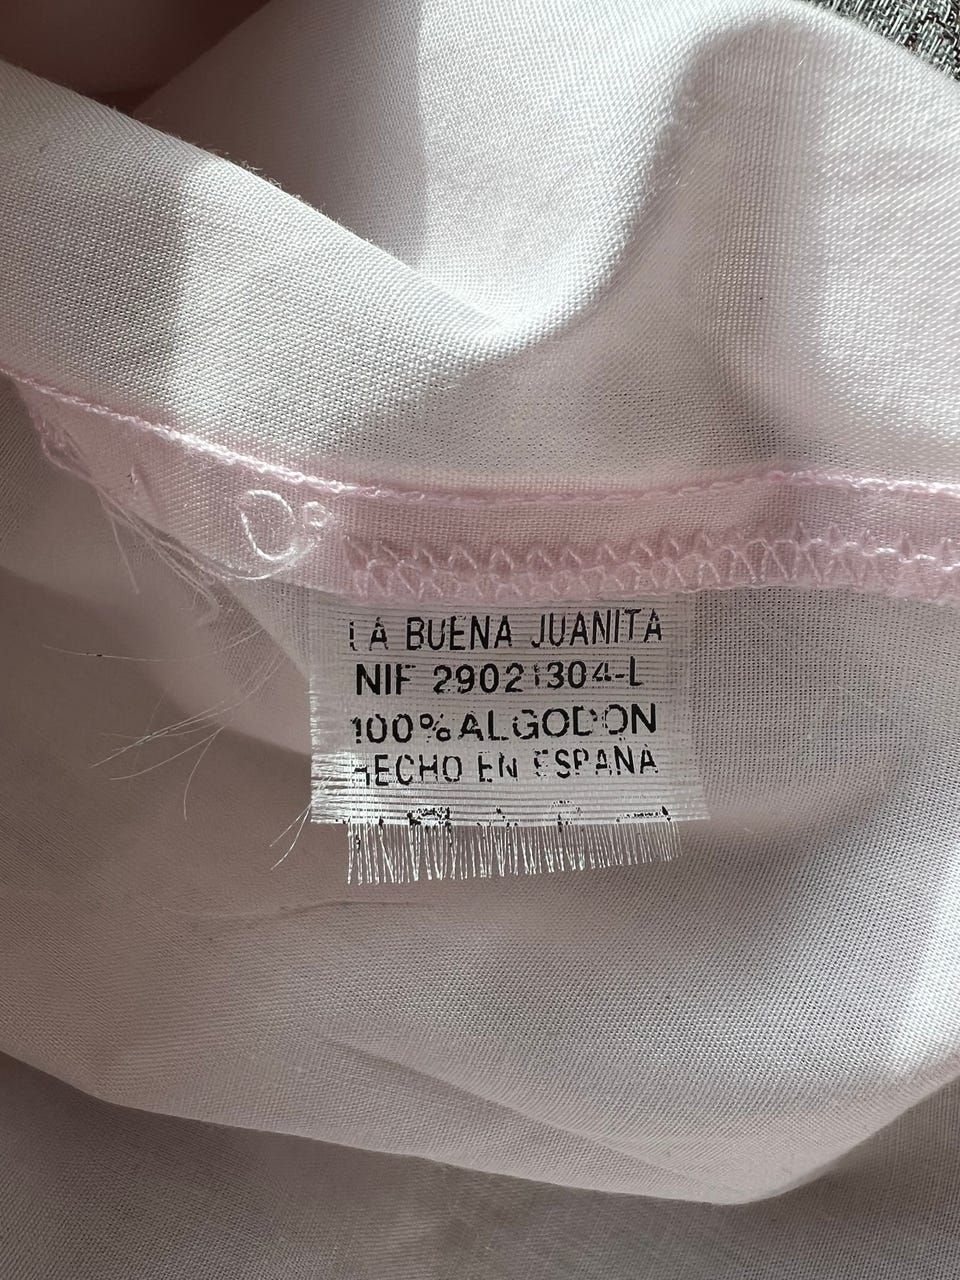 LA BUENA JUANITA
NIF 29021304-L
100% ALGODON
HECHO EN ESPANA